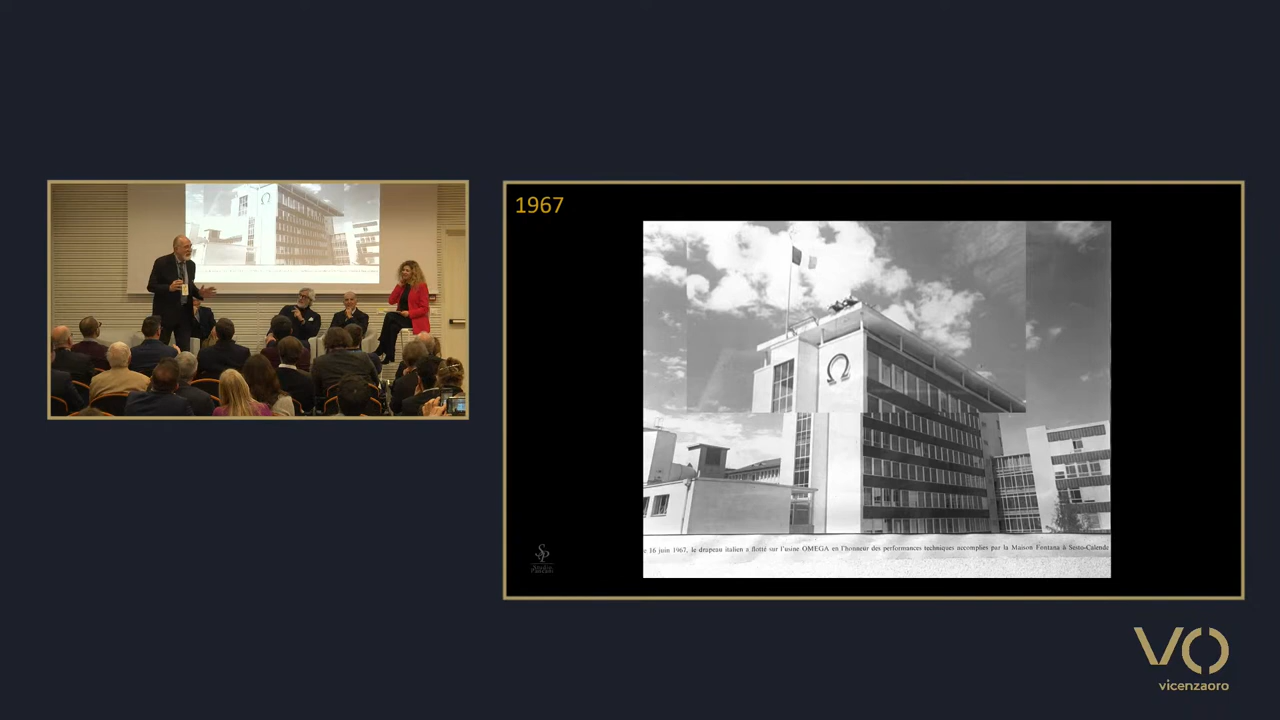 1967
e 16 juin 1967, le drapeau italien a flotté sur l'usine OMEGA en l'honneur des performances techniques accomplies par la Maison Fontana à Sesto-Calende
VO
vicenzaoro